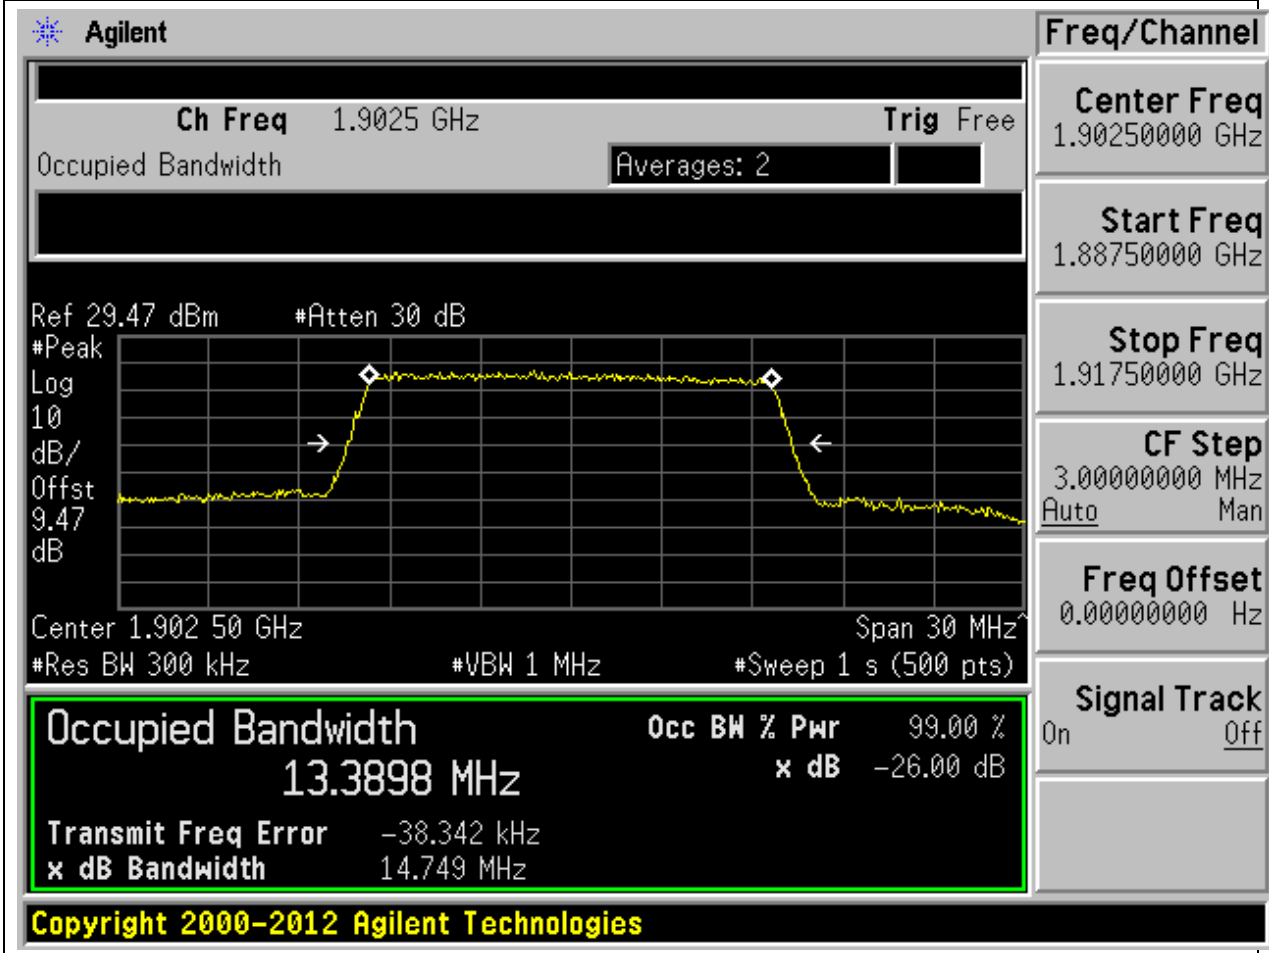 Agilent
Freq/Channel
Ch Freq 1.9025 GHz Trig Free
Occupied Bandwidth Averages: 2
Center Freq
1.90250000 GHz
Start Freq
1.88750000 GHz
Stop Freq
1.91750000 GHz
CF Step
3.00000000 MHz
Auto Man
Freq Offset
0.00000000 Hz
Signal Track
On Off
Ref 29.47 dBm #Atten 30 dB
#Peak
Log
10
dB/
Offst
9.47
dB
Center 1.902 50 GHz Span 30 MHz^
#Res BW 300 kHz #VBW 1 MHz #Sweep 1 s (500 pts)
Occupied Bandwidth Occ BW % Pwr 99.00 %
13.3898 MHz x dB -26.00 dB
Transmit Freq Error -38.342 kHz
x dB Bandwidth 14.749 MHz
Copyright 2000-2012 Agilent Technologies